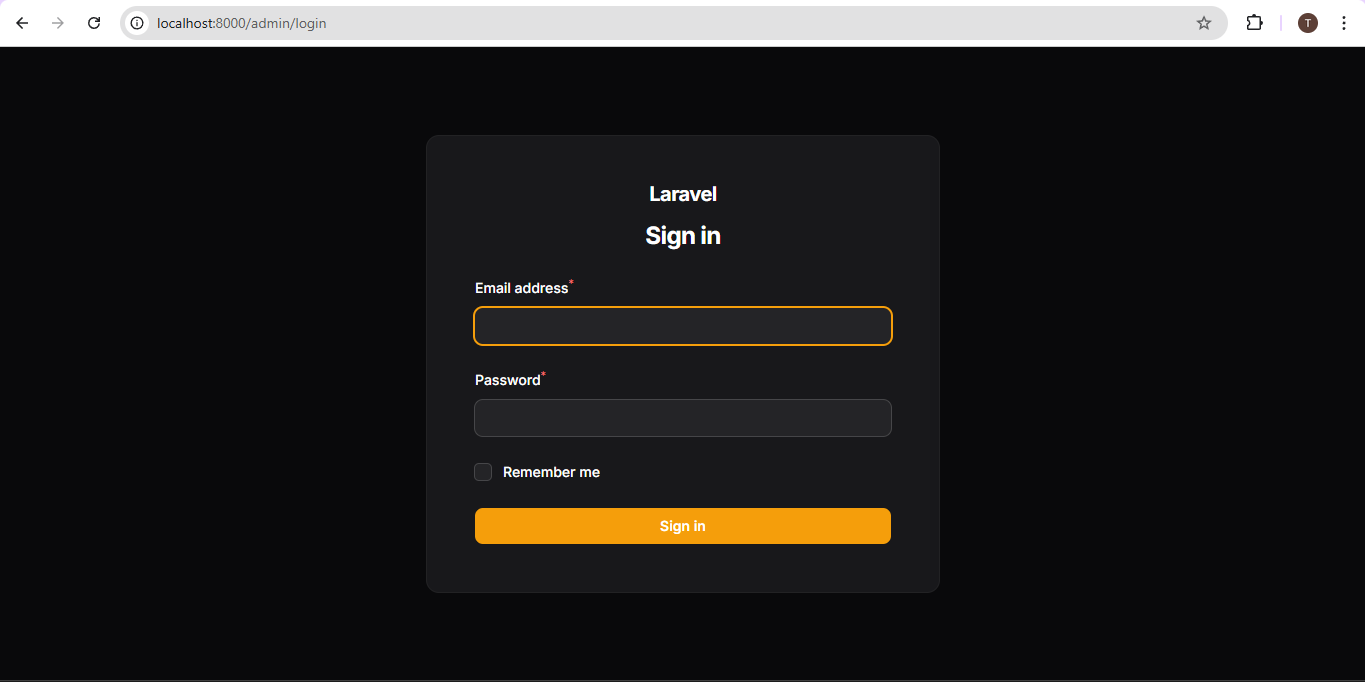 localhost:8000/admin/login
T
Laravel
Sign in
Email address*
Password*
Remember me
Sign in